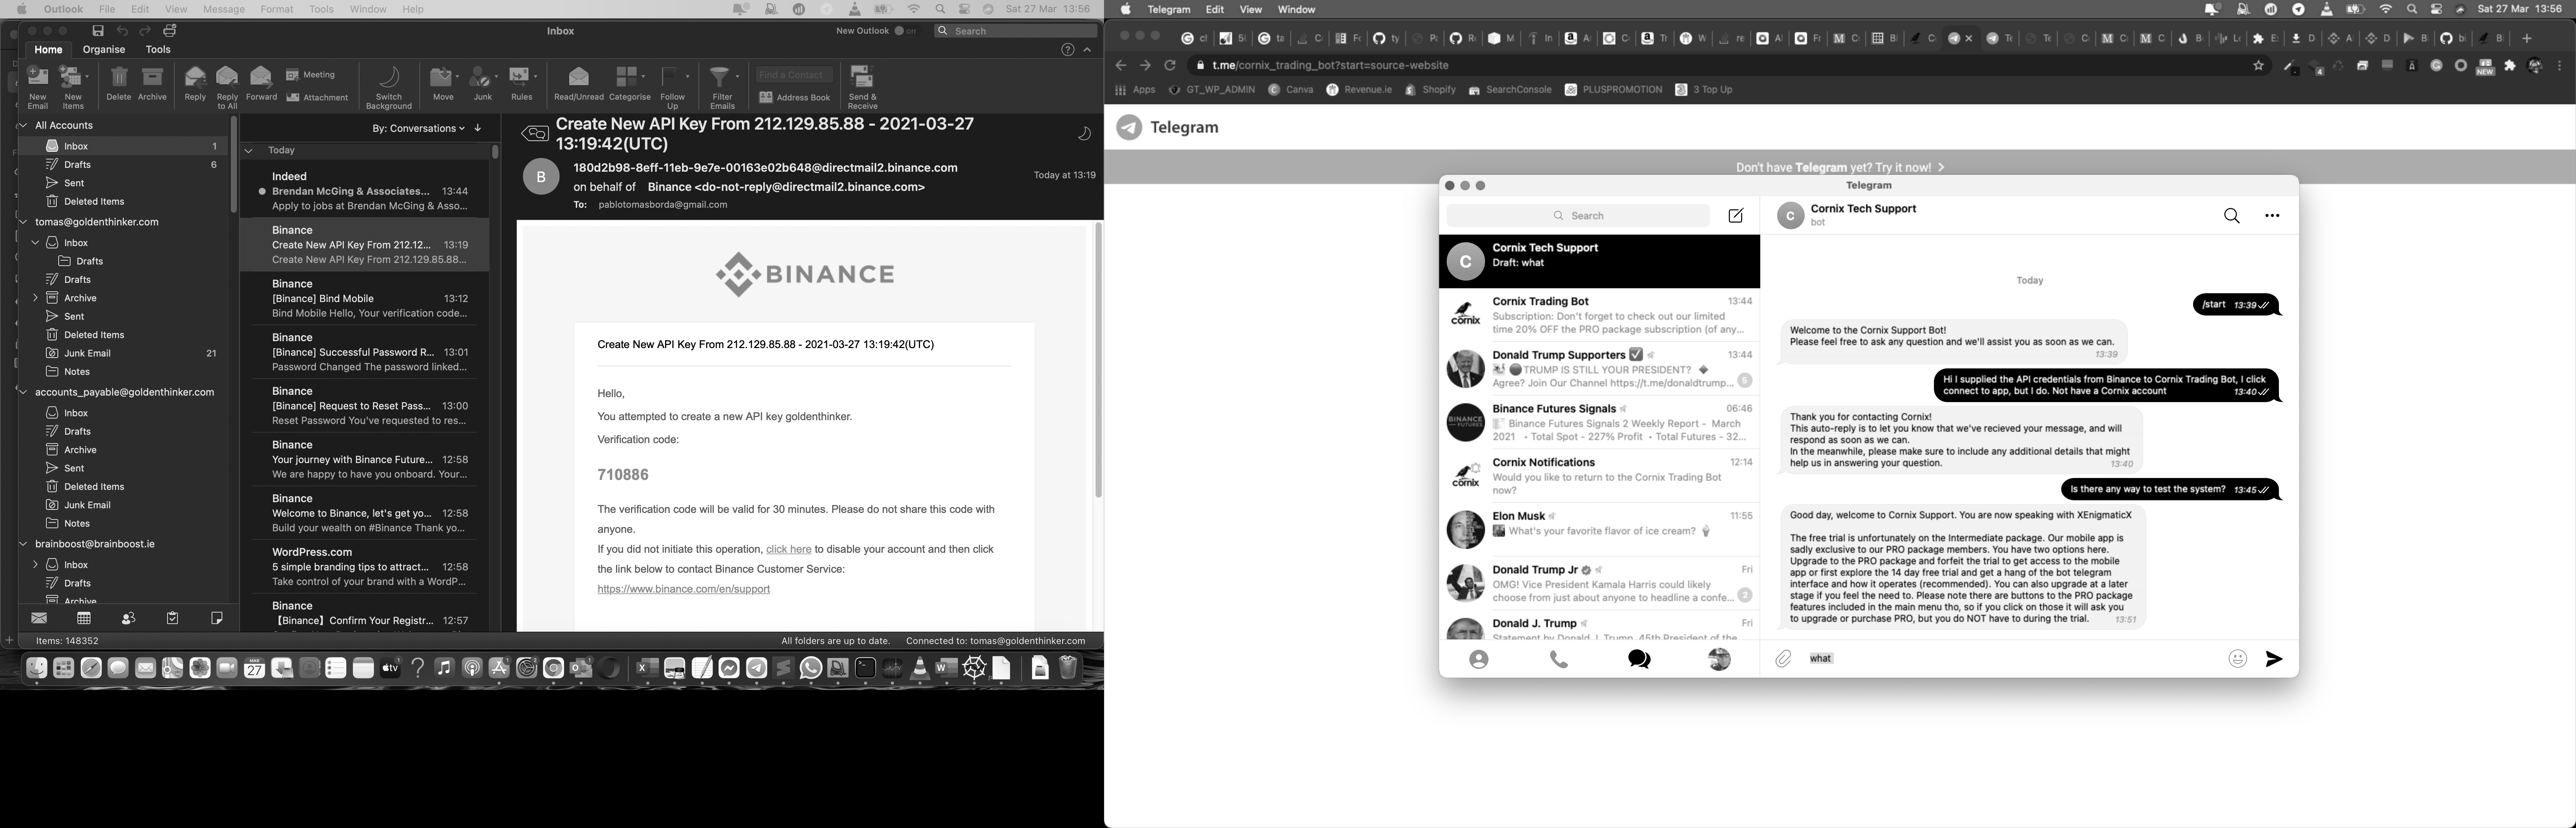 Outlook File Edit View Message Format Tools Window Help
Sat 27 Mar 13:56
Inbox
New Outlook
Search
Home Organise Tools
New Email
New Items
Delete
Archive
Reply
Reply to All
Forward
Meeting
Attachment
Switch Background
Move
Junk
Rules
Read/Unread
Categorise
Follow Up
Filter Emails
Find a Contact
Address Book
Send & Receive
All Accounts
Inbox 1
Drafts 6
Sent
Deleted Items
tomas@goldenthinker.com
Inbox
Drafts
Drafts
Archive
Sent
Deleted Items
Junk Email 21
Notes
accounts_payable@goldenthinker.com
Inbox
Drafts
Archive
Sent
Deleted Items
Junk Email
Notes
brainboost@brainboost.ie
Inbox
Drafts
Archive
By: Conversations
Today
Indeed
Brendan McGing & Associates... 13:44
Apply to jobs at Brendan McGing & Asso...
Binance
Create New API Key From 212.12... 13:19
Create New API Key From 212.129.85.88...
Binance
[Binance] Bind Mobile 13:12
Bind Mobile Hello, Your verification code...
Binance
[Binance] Successful Password R... 13:01
Password Changed The password linked...
Binance
[Binance] Request to Reset Pass... 13:00
Reset Password You've requested to res...
Binance
Your journey with Binance Future... 12:58
We are happy to have you onboard. Your...
Binance
Welcome to Binance, let's get yo... 12:58
Build your wealth on #Binance Thank yo...
WordPress.com
5 simple branding tips to attract... 12:58
Take control of your brand with a WordP...
Binance
【Binance】Confirm Your Registr... 12:57
Create New API Key From 212.129.85.88 - 2021-03-27
13:19:42(UTC)
B
180d2b98-8eff-11eb-9e7e-00163e02b648@directmail2.binance.com
on behalf of Binance <do-not-reply@directmail2.binance.com>
Today at 13:19
To: pablotomasborda@gmail.com
BINANCE
Create New API Key From 212.129.85.88 - 2021-03-27 13:19:42(UTC)
Hello,
You attempted to create a new API key goldenthinker.
Verification code:
710886
The verification code will be valid for 30 minutes. Please do not share this code with
anyone.
If you did not initiate this operation, click here to disable your account and then click
the link below to contact Binance Customer Service:
https://www.binance.com/en/support
Items: 148352
All folders are up to date. Connected to: tomas@goldenthinker.com
Telegram Edit View Window
Sat 27 Mar 13:56
t.me/cornix_trading_bot?start=source-website
Apps GT_WP_ADMIN Canva Revenue.ie Shopify SearchConsole PLUSPROMOTION 3 Top Up
Telegram
Don't have Telegram yet? Try it now!
Telegram
Search
Cornix Tech Support
Draft: what
Cornix Trading Bot 13:44
Subscription: Don't forget to check out our limited
time 20% OFF the PRO package subscription (of any...
Donald Trump Supporters 13:44
TRUMP IS STILL YOUR PRESIDENT?
Agree? Join Our Channel https://t.me/donaldtrump... 5
Binance Futures Signals 06:46
Binance Futures Signals 2 Weekly Report - March
2021 • Total Spot - 227% Profit • Total Futures - 32...
Cornix Notifications 12:14
Would you like to return to the Cornix Trading Bot
now?
Elon Musk 11:55
What's your favorite flavor of ice cream?
Donald Trump Jr Fri
OMG! Vice President Kamala Harris could likely
choose from just about anyone to headline a confe... 2
Donald J. Trump Fri
Statement by Donald J. Trump, 45th President of the
C
Cornix Tech Support
bot
Today
/start 13:39
Welcome to the Cornix Support Bot!
Please feel free to ask any question and we'll assist you as soon as we can.
13:39
Hi I supplied the API credentials from Binance to Cornix Trading Bot, I click
connect to app, but I do. Not have a Cornix account 13:40
Thank you for contacting Cornix!
This auto-reply is to let you know that we've recieved your message, and will
respond as soon as we can.
In the meanwhile, please make sure to include any additional details that might
help us in answering your question. 13:40
Is there any way to test the system? 13:45
Good day, welcome to Cornix Support. You are now speaking with XEnigmaticX
The free trial is unfortunately on the Intermediate package. Our mobile app is
sadly exclusive to our PRO package members. You have two options here.
Upgrade to the PRO package and forfeit the trial to get access to the mobile
app or first explore the 14 day free trial and get a hang of the bot telegram
interface and how it operates (recommended). You can also upgrade at a later
stage if you feel the need to. Please note there are buttons to the PRO package
features included in the main menu tho, so if you click on those it will ask you
to upgrade or purchase PRO, but you do NOT have to during the trial. 13:51
what